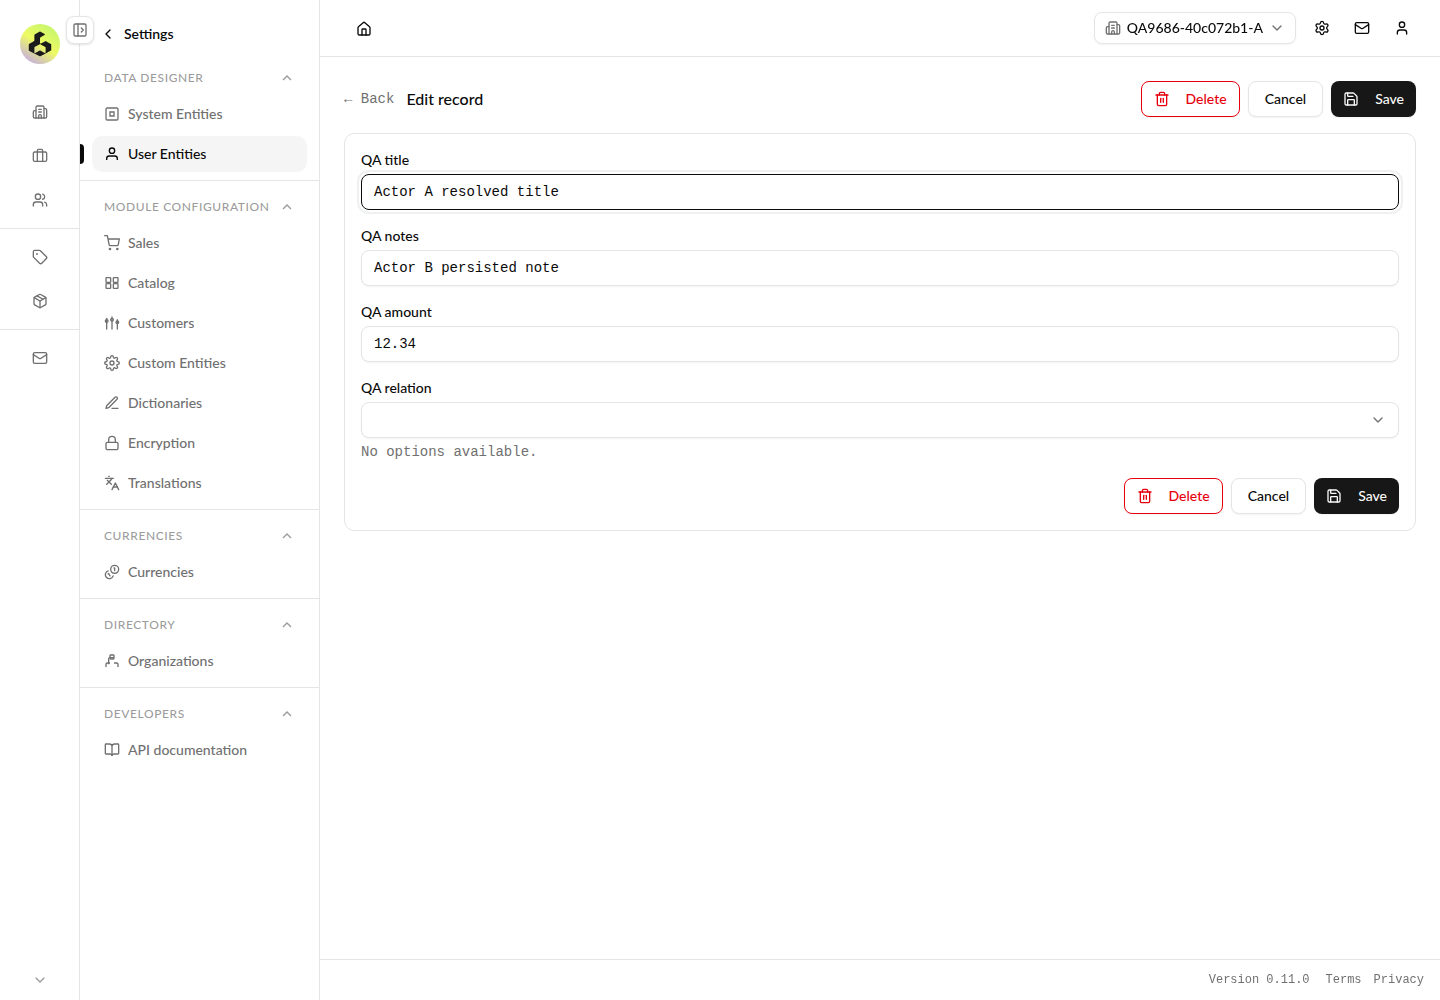 Settings
DATA DESIGNER
System Entities
User Entities
MODULE CONFIGURATION
Sales
Catalog
Customers
Custom Entities
Dictionaries
Encryption
Translations
CURRENCIES
Currencies
DIRECTORY
Organizations
DEVELOPERS
API documentation
QA9686-40c072b1-A
← Back Edit record
Delete Cancel Save
QA title
Actor A resolved title
QA notes
Actor B persisted note
QA amount
12.34
QA relation
No options available.
Delete Cancel Save
Version 0.11.0 Terms Privacy